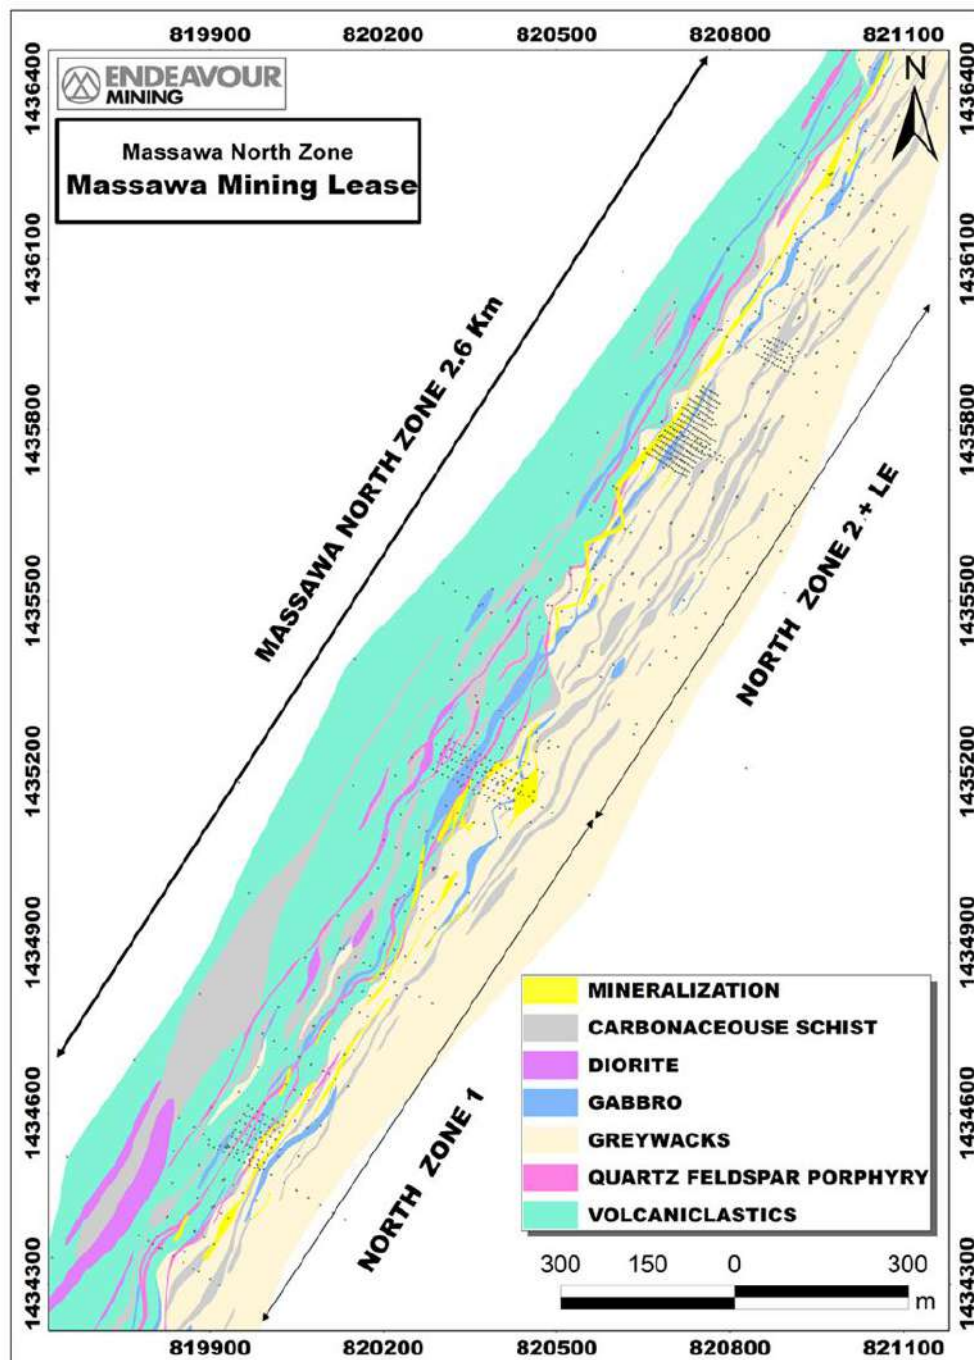 819900 820200 820500 820800 821100
ENDEAVOUR
MINING
Massawa North Zone
Massawa Mining Lease
N
1436400 1436400
1436100 1436100
1435800 1435800
1435500 1435500
1435200 1435200
1434900 1434900
1434600 1434600
1434300 1434300
MASSAWA NORTH ZONE 2.6 Km
NORTH ZONE 2 + LE
NORTH ZONE 1
MINERALIZATION
CARBONACEOUSE SCHIST
DIORITE
GABBRO
GREYWACKS
QUARTZ FELDSPAR PORPHYRY
VOLCANICLASTICS
300 150 0 300
m
819900 820200 820500 820800 821100